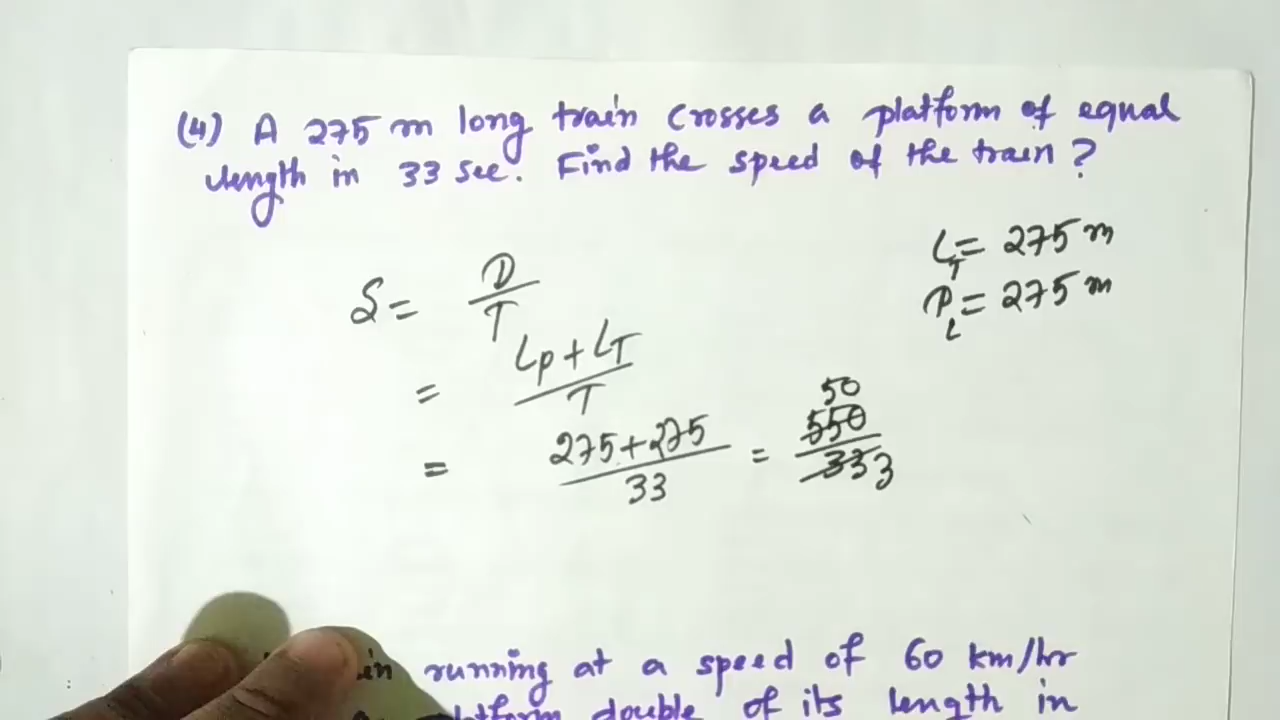 (4) A 275 m long train crosses a platform of equal
length in 33 sec. Find the speed of the train ?
L_T = 275 m
P_L = 275 m
S = D/T
= (L_P + L_T)/T
= (275+275)/33 = 550/33 50 3
running at a speed of 60 km/hr
double of its length in